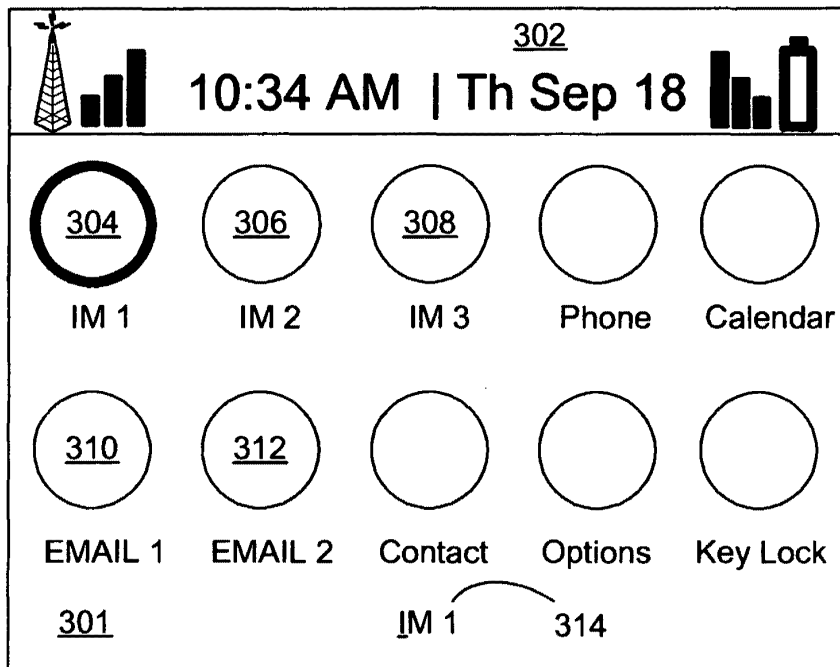 302
10:34 AM | Th Sep 18
304 306 308
IM 1 IM 2 IM 3 Phone Calendar
310 312
EMAIL 1 EMAIL 2 Contact Options Key Lock
301 IM 1 314